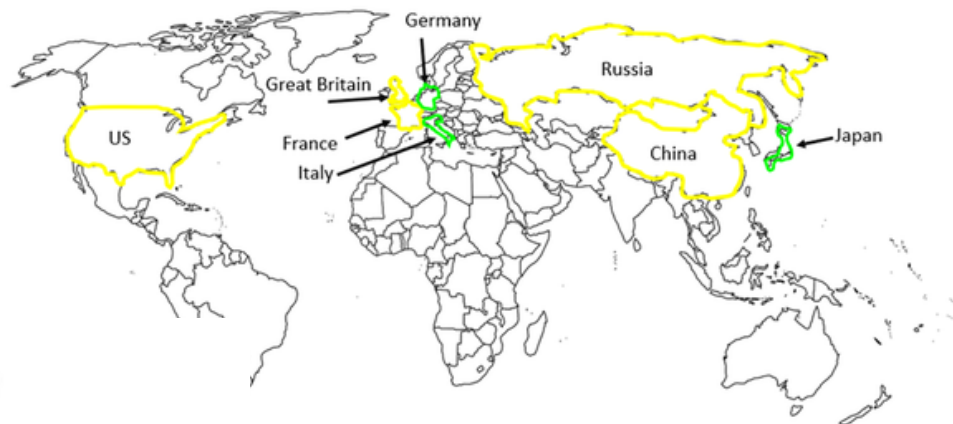 Germany
Great Britain
Russia
US
France
Japan
Italy
China